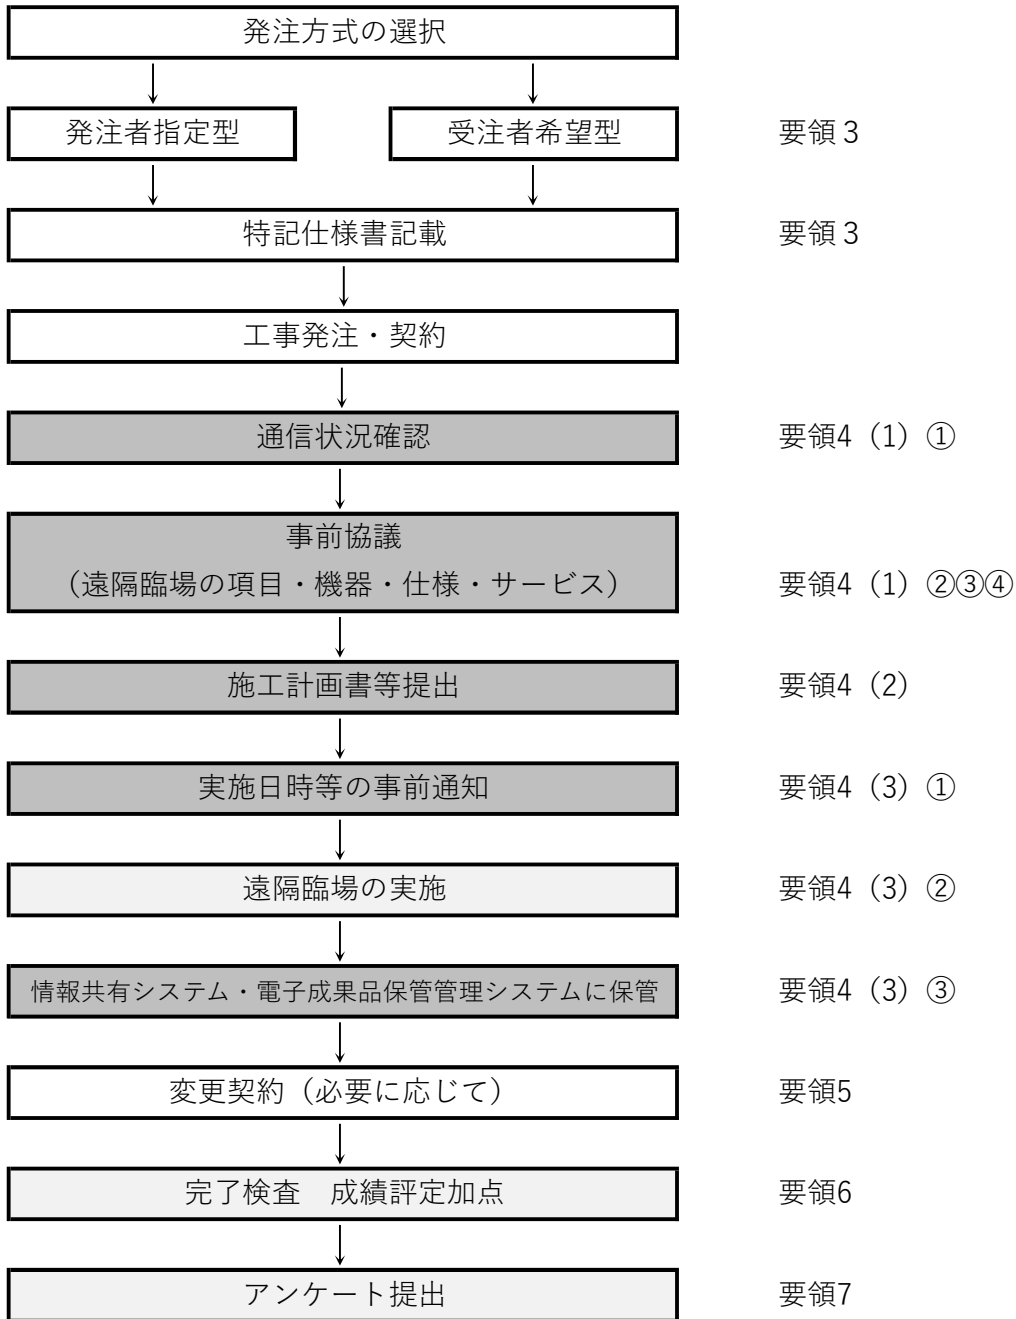 発注方式の選択
発注者指定型　受注者希望型　要領３
特記仕様書記載　要領３
工事発注・契約
通信状況確認　要領4（1）①
事前協議
（遠隔臨場の項目・機器・仕様・サービス）　要領4（1）②③④
施工計画書等提出　要領4（2）
実施日時等の事前通知　要領4（3）①
遠隔臨場の実施　要領4（3）②
情報共有システム・電子成果品保管管理システムに保管　要領4（3）③
変更契約（必要に応じて）　要領5
完了検査　成績評定加点　要領6
アンケート提出　要領7